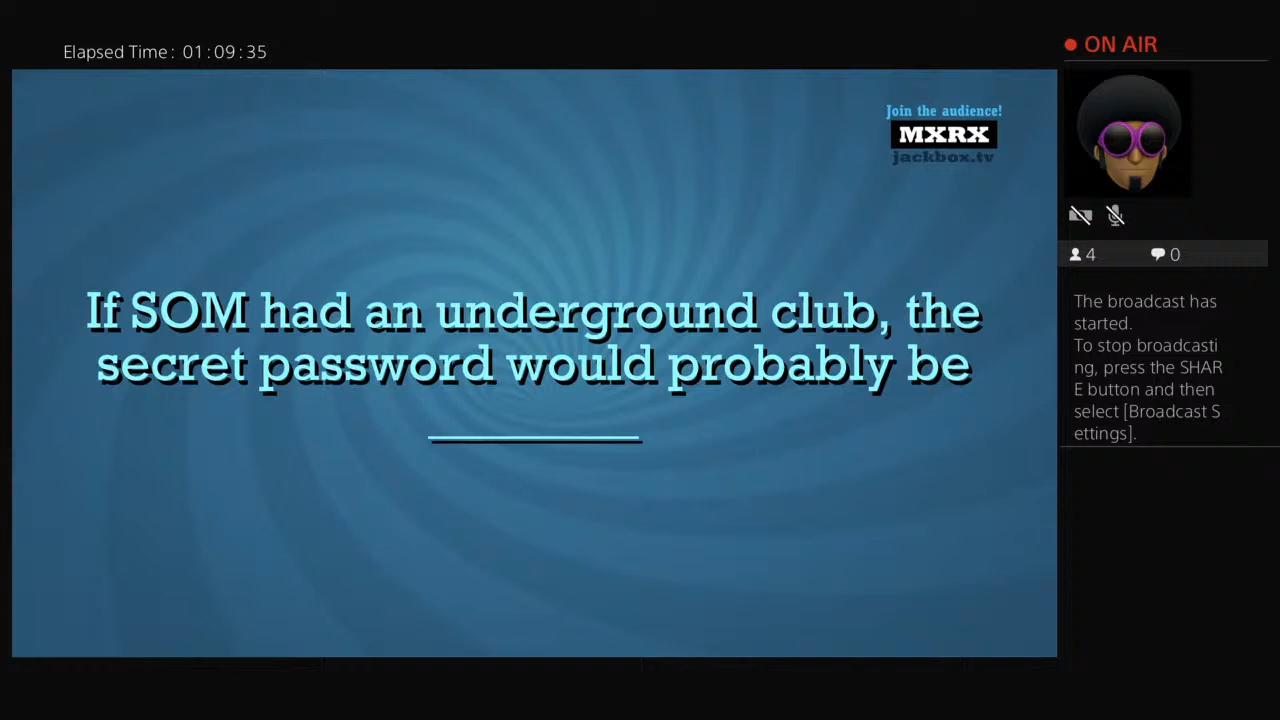 Elapsed Time: 01:09:35
ON AIR
Join the audience!
MXRX
jackbox.tv
4
0
If SOM had an underground club, the
secret password would probably be
The broadcast has
started.
To stop broadcasti
ng, press the SHAR
E button and then
select [Broadcast S
ettings].